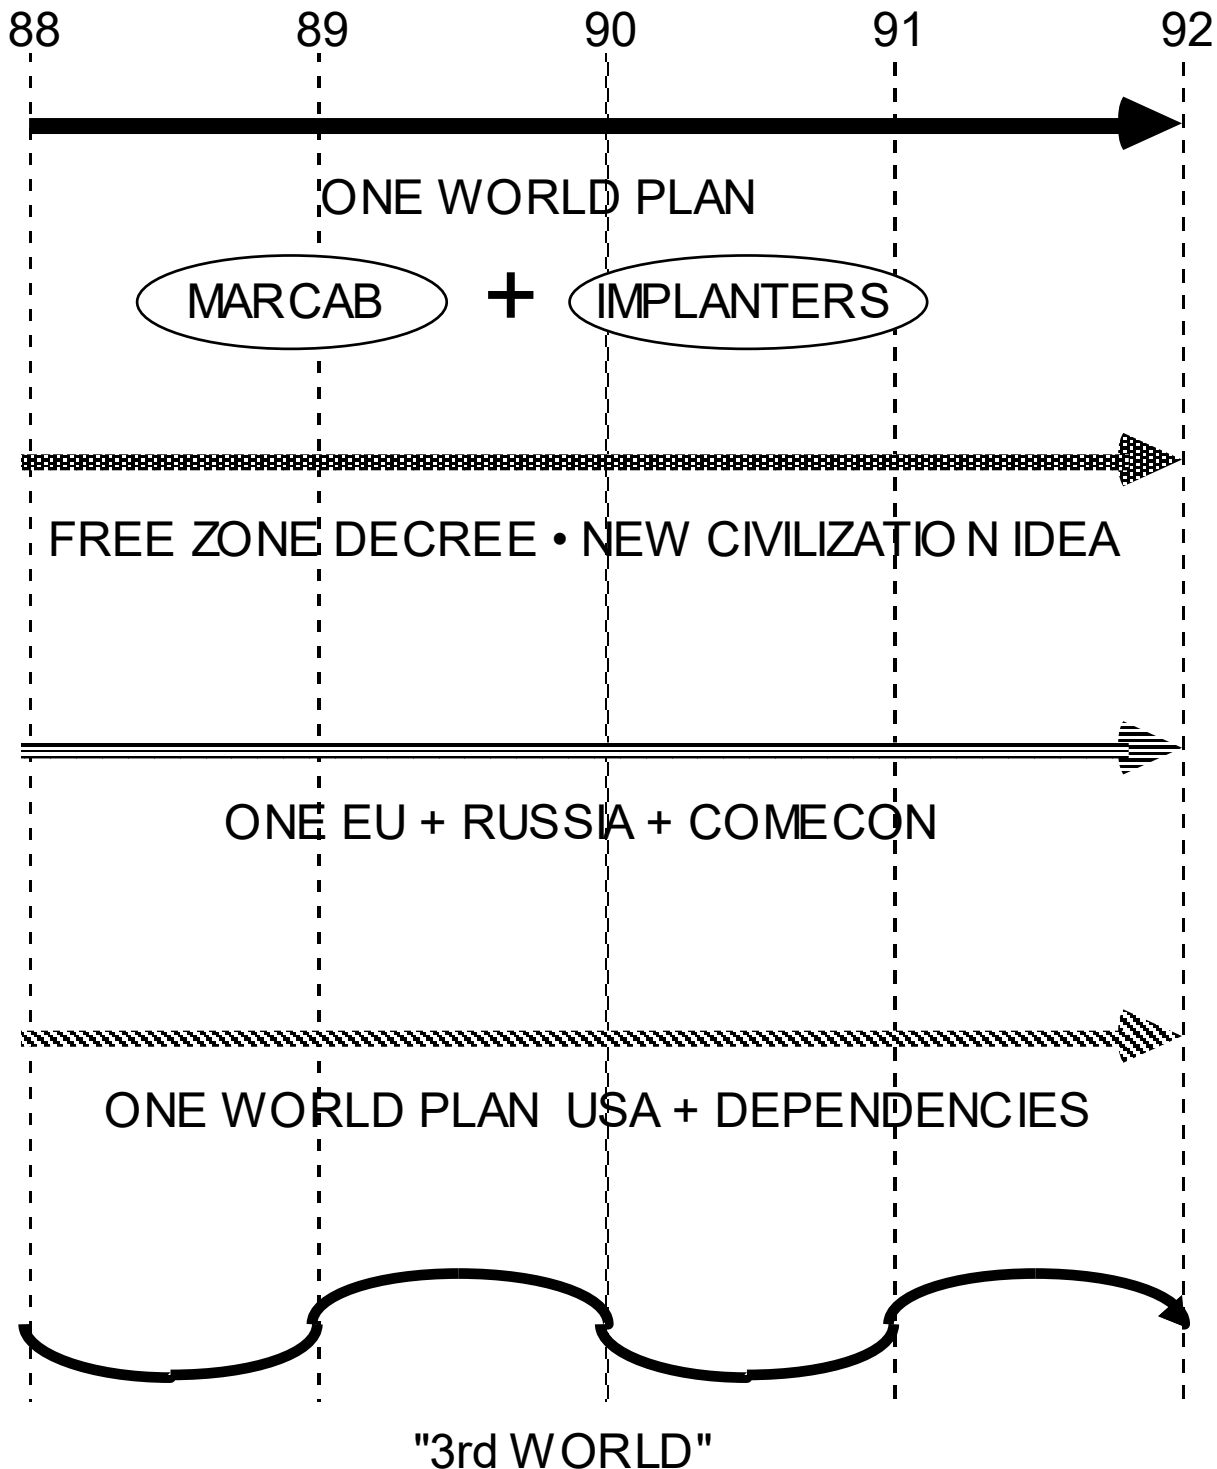 88 89 90 91 92
ONE WORLD PLAN
MARCAB + IMPLANTERS
FREE ZONE DECREE • NEW CIVILIZATION IDEA
ONE EU + RUSSIA + COMECON
ONE WORLD PLAN USA + DEPENDENCIES
"3rd WORLD"